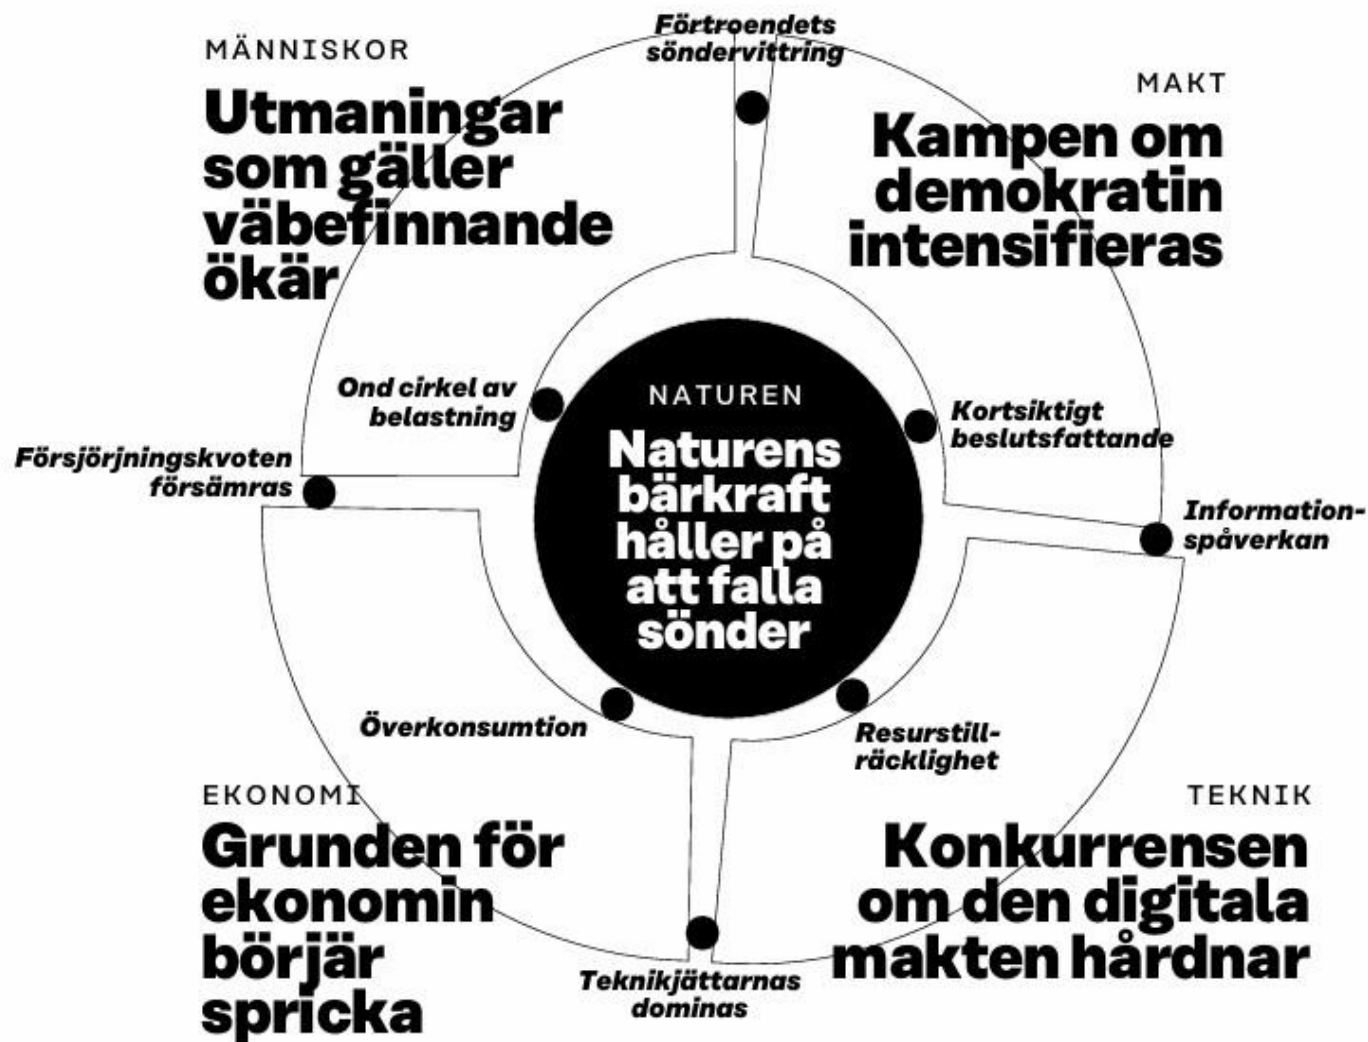 Förtroendets
söndervittring
MÄNNISKOR
Utmaningar
som gäller
väbefinnande
ökär
MAKT
Kampen om
demokratin
intensifieras
Ond cirkel av
belastning
Försjörjningskvoten
försämras
NATUREN
Naturens
bärkraft
håller på
att falla
sönder
Kortsiktigt
beslutsfattande
Information-
spåverkan
Överkonsumtion
Resurstill-
räcklighet
EKONOMI
Grunden för
ekonomin
börjär
spricka
TEKNIK
Konkurrensen
om den digitala
makten hårdnar
Teknikjättarnas
dominas